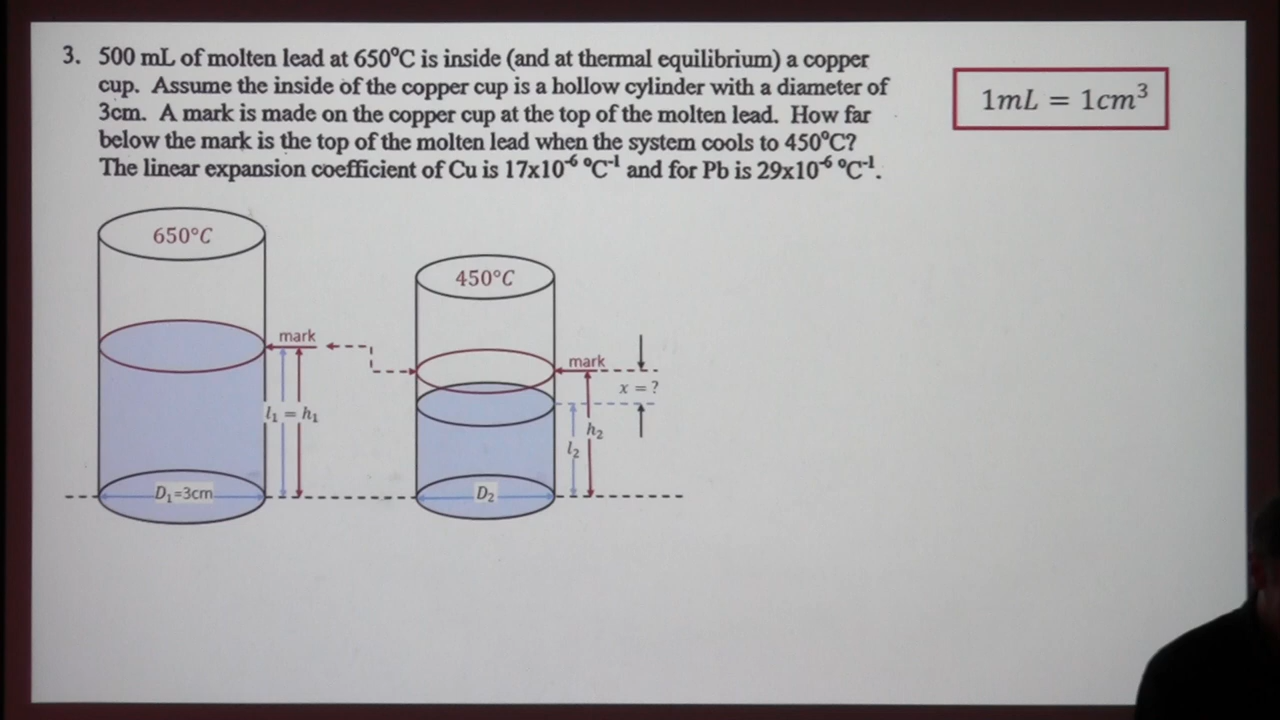 3. 500 mL of molten lead at 650⁰C is inside (and at thermal equilibrium) a copper
cup. Assume the inside of the copper cup is a hollow cylinder with a diameter of
3cm. A mark is made on the copper cup at the top of the molten lead. How far
below the mark is the top of the molten lead when the system cools to 450⁰C?
The linear expansion coefficient of Cu is 17x10⁻⁶ ⁰C⁻¹ and for Pb is 29x10⁻⁶ ⁰C⁻¹.
1mL = 1cm³
650°C
450°C
mark
mark
x = ?
l₁ = h₁
h₂
l₂
D₁=3cm
D₂